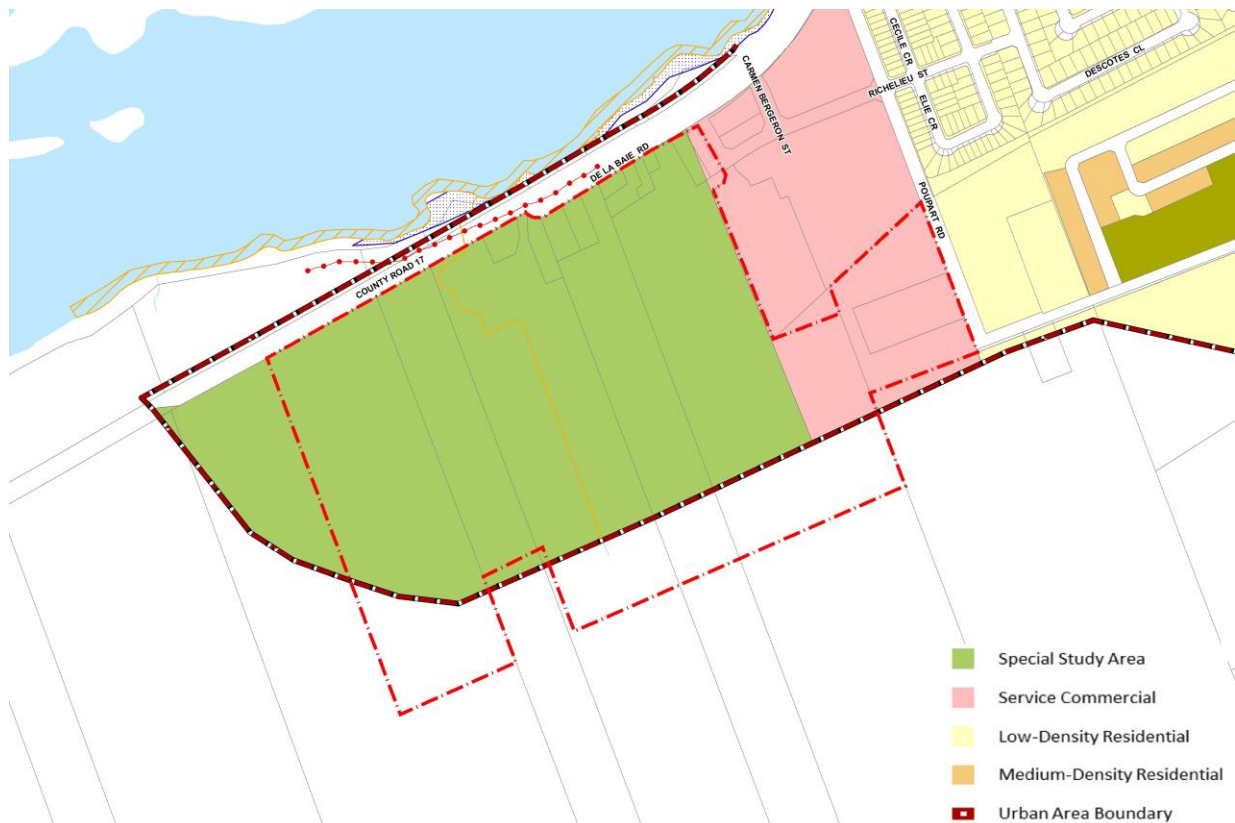 CECILE CR
DESCOTES CL
RICHELIEU ST
CARMEN BERGERON ST
ELIE CR
DE LA BAIE RD
POUPART RD
COUNTY ROAD 17
Special Study Area
Service Commercial
Low-Density Residential
Medium-Density Residential
Urban Area Boundary